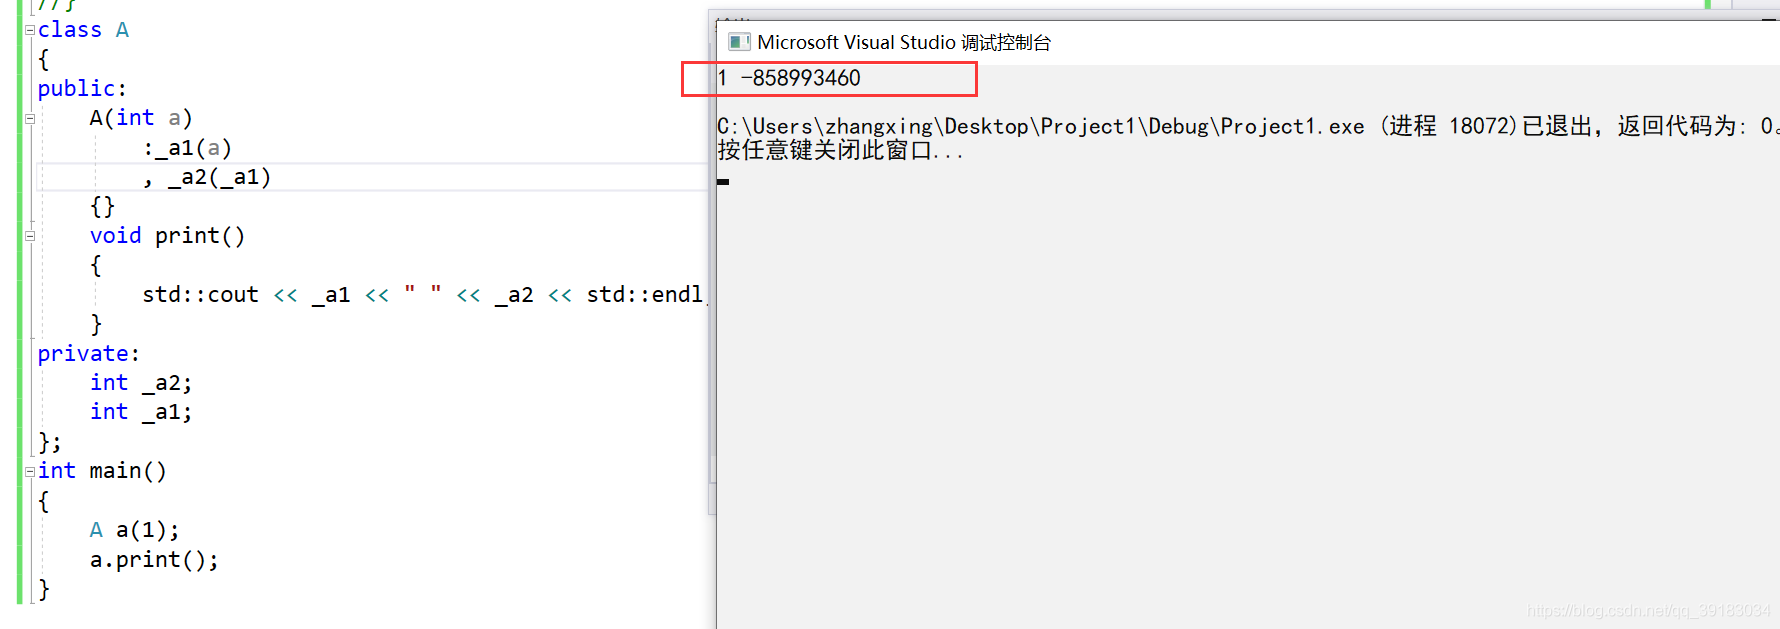 //}
class A
{
public:
    A(int a)
        :_a1(a)
        , _a2(_a1)
    {}
    void print()
    {
        std::cout << _a1 << " " << _a2 << std::endl
    }
private:
    int _a2;
    int _a1;
};
int main()
{
    A a(1);
    a.print();
}
Microsoft Visual Studio 调试控制台
1 -858993460
C:\Users\zhangxing\Desktop\Project1\Debug\Project1.exe (进程 18072)已退出，返回代码为: 0。
按任意键关闭此窗口...
https://blog.csdn.net/qq_39183034